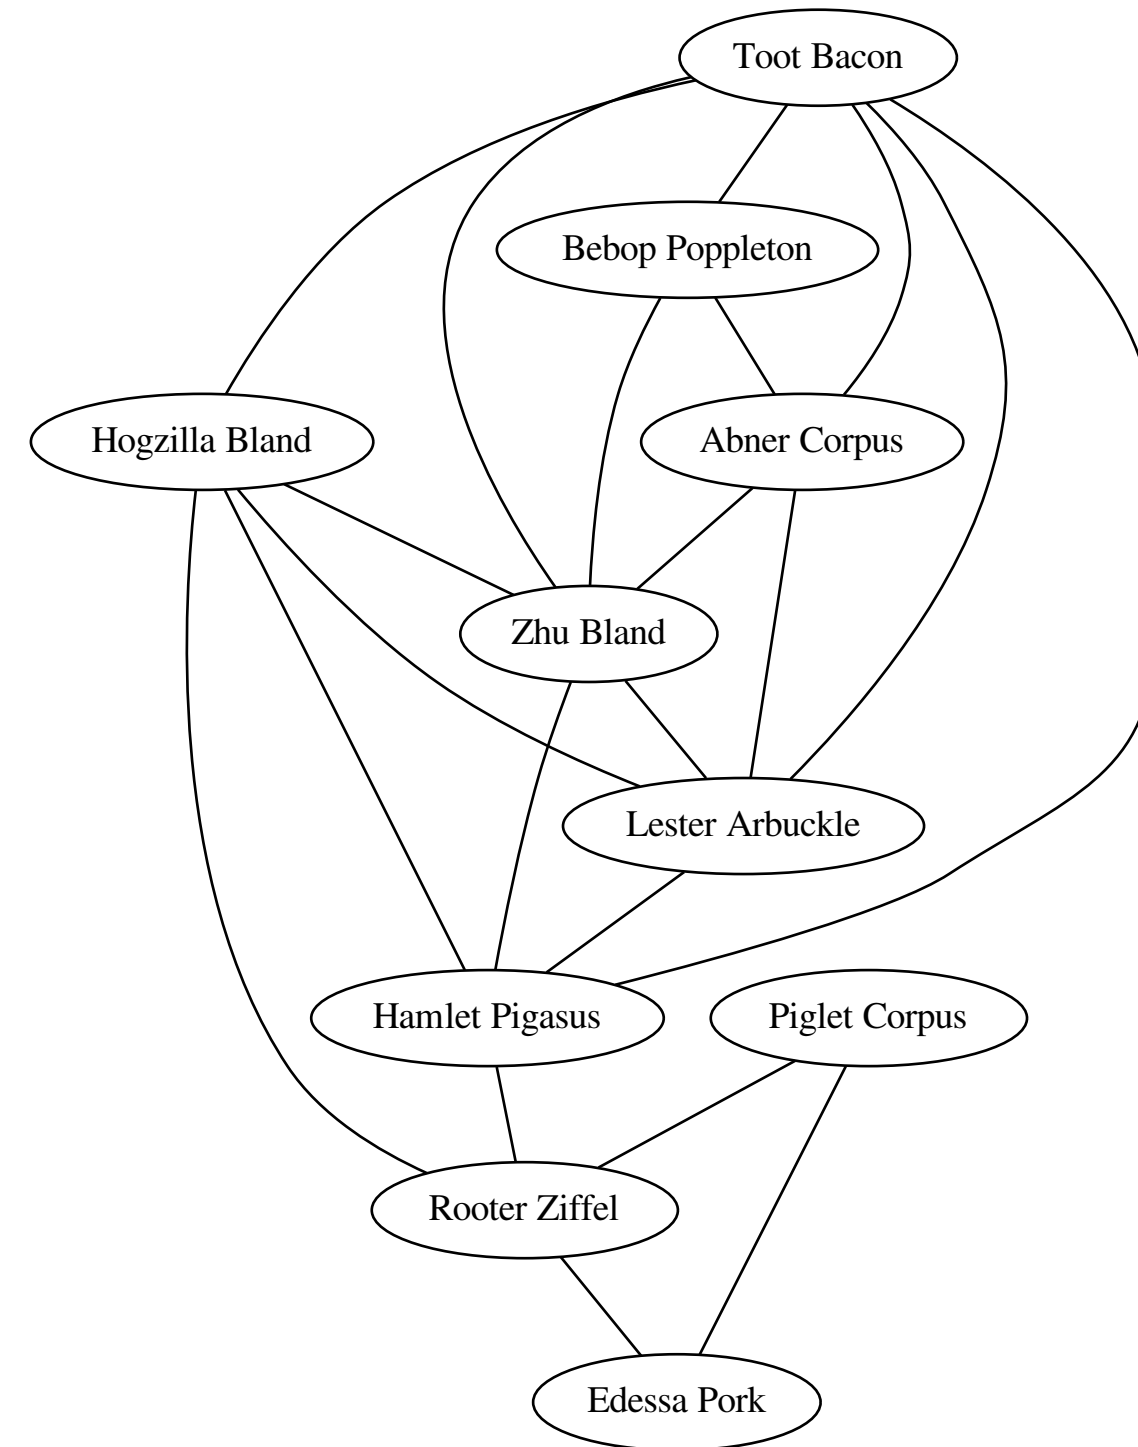 Toot Bacon
Bebop Poppleton
Hogzilla Bland
Abner Corpus
Zhu Bland
Lester Arbuckle
Hamlet Pigasus
Piglet Corpus
Rooter Ziffel
Edessa Pork